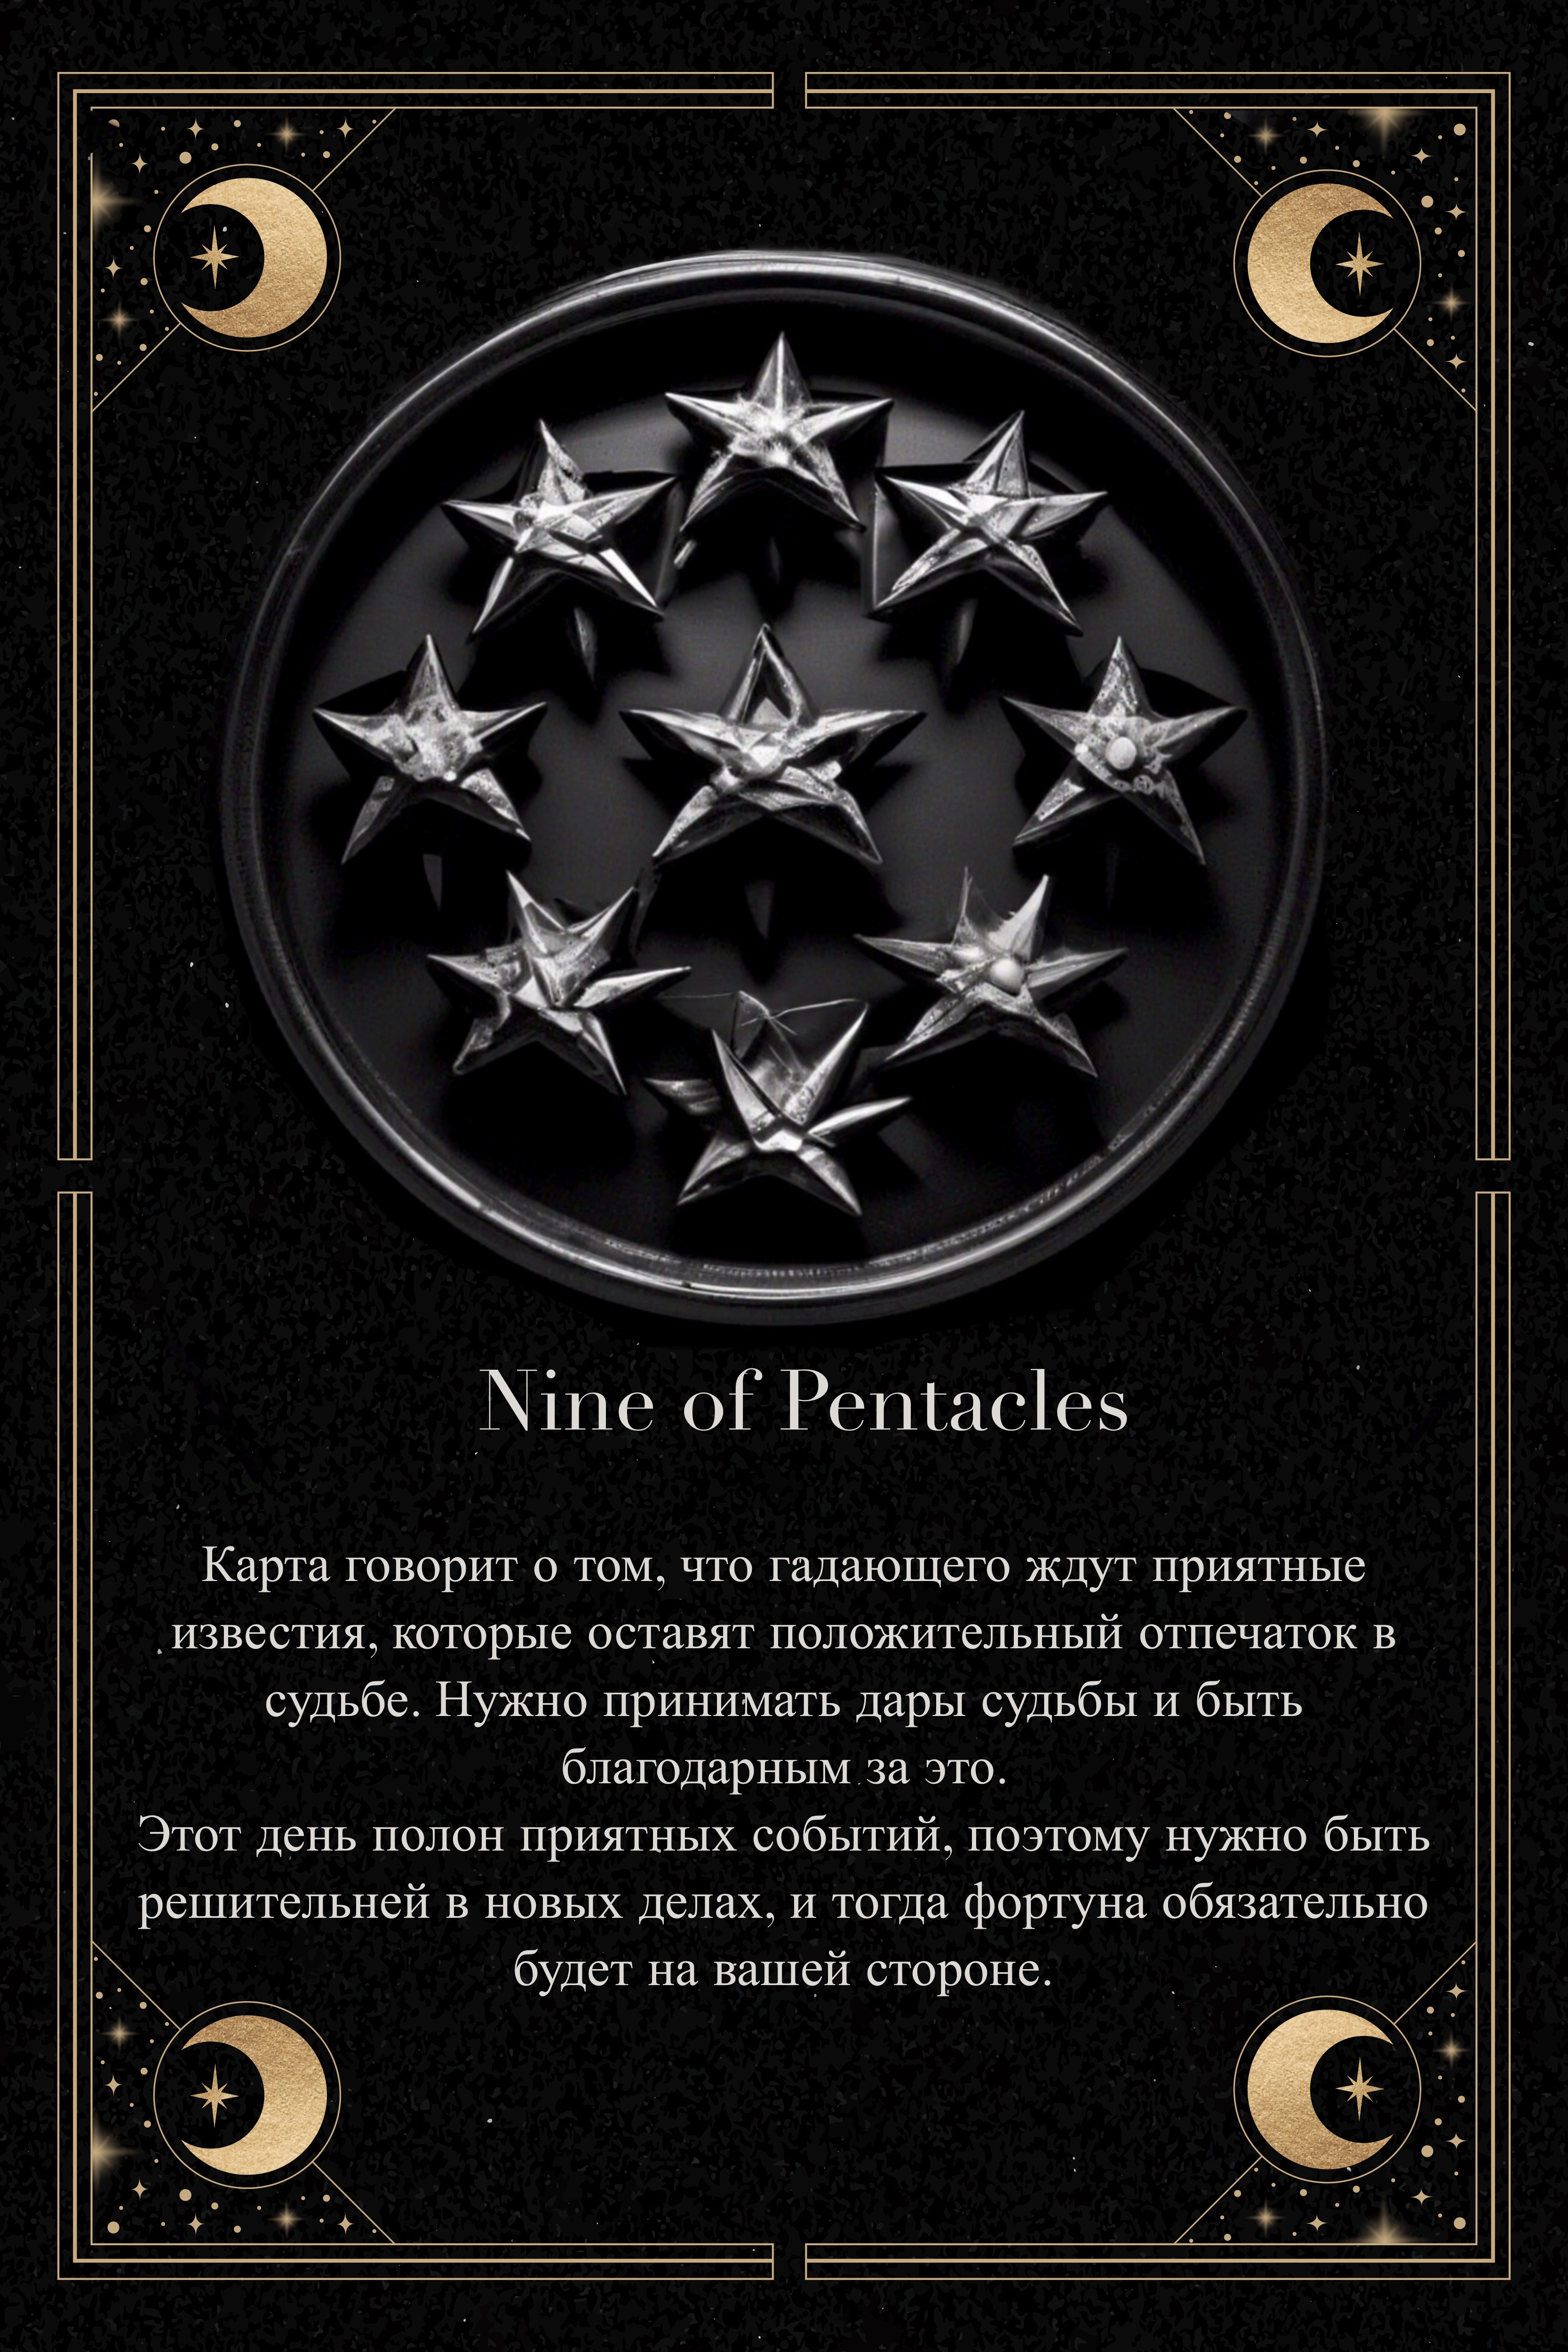 Nine of Pentacles
Карта говорит о том, что гадающего ждут приятные
известия, которые оставят положительный отпечаток в
судьбе. Нужно принимать дары судьбы и быть
благодарным за это.
Этот день полон приятных событий, поэтому нужно быть
решительней в новых делах, и тогда фортуна обязательно
будет на вашей стороне.